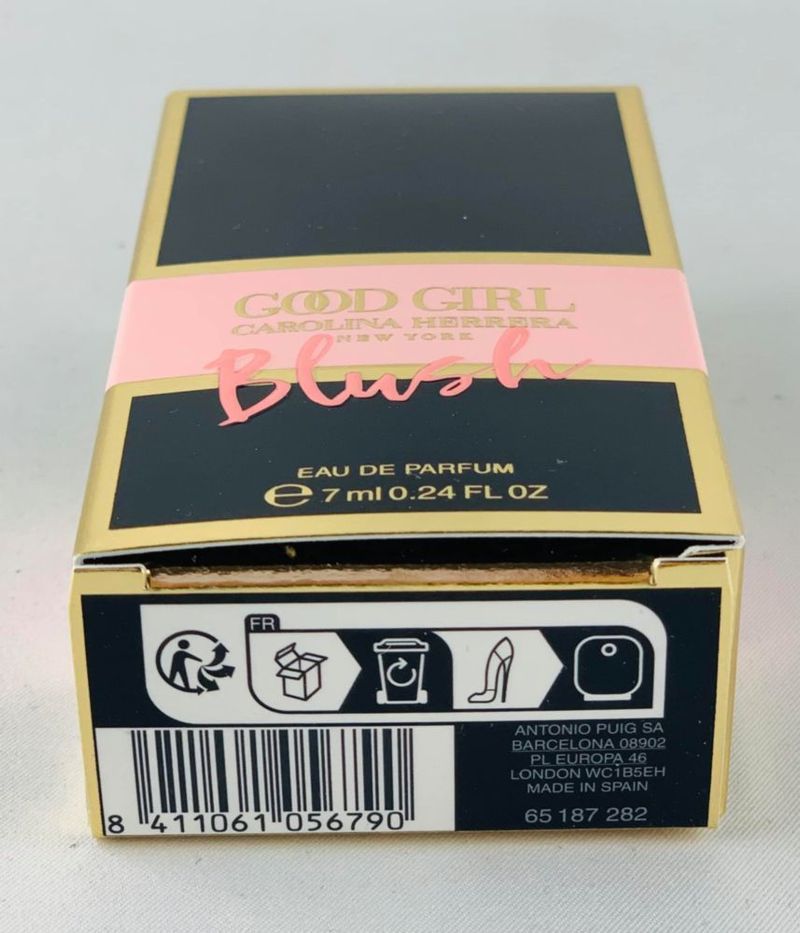 GOOD GIRL
CAROLINA HERRERA
NEW YORK
Blush
EAU DE PARFUM
℮ 7 ml 0.24 FL OZ
FR
ANTONIO PUIG SA
BARCELONA 08902
PL EUROPA 46
LONDON WC1B5EH
MADE IN SPAIN
65 187 282
8 411061 056790